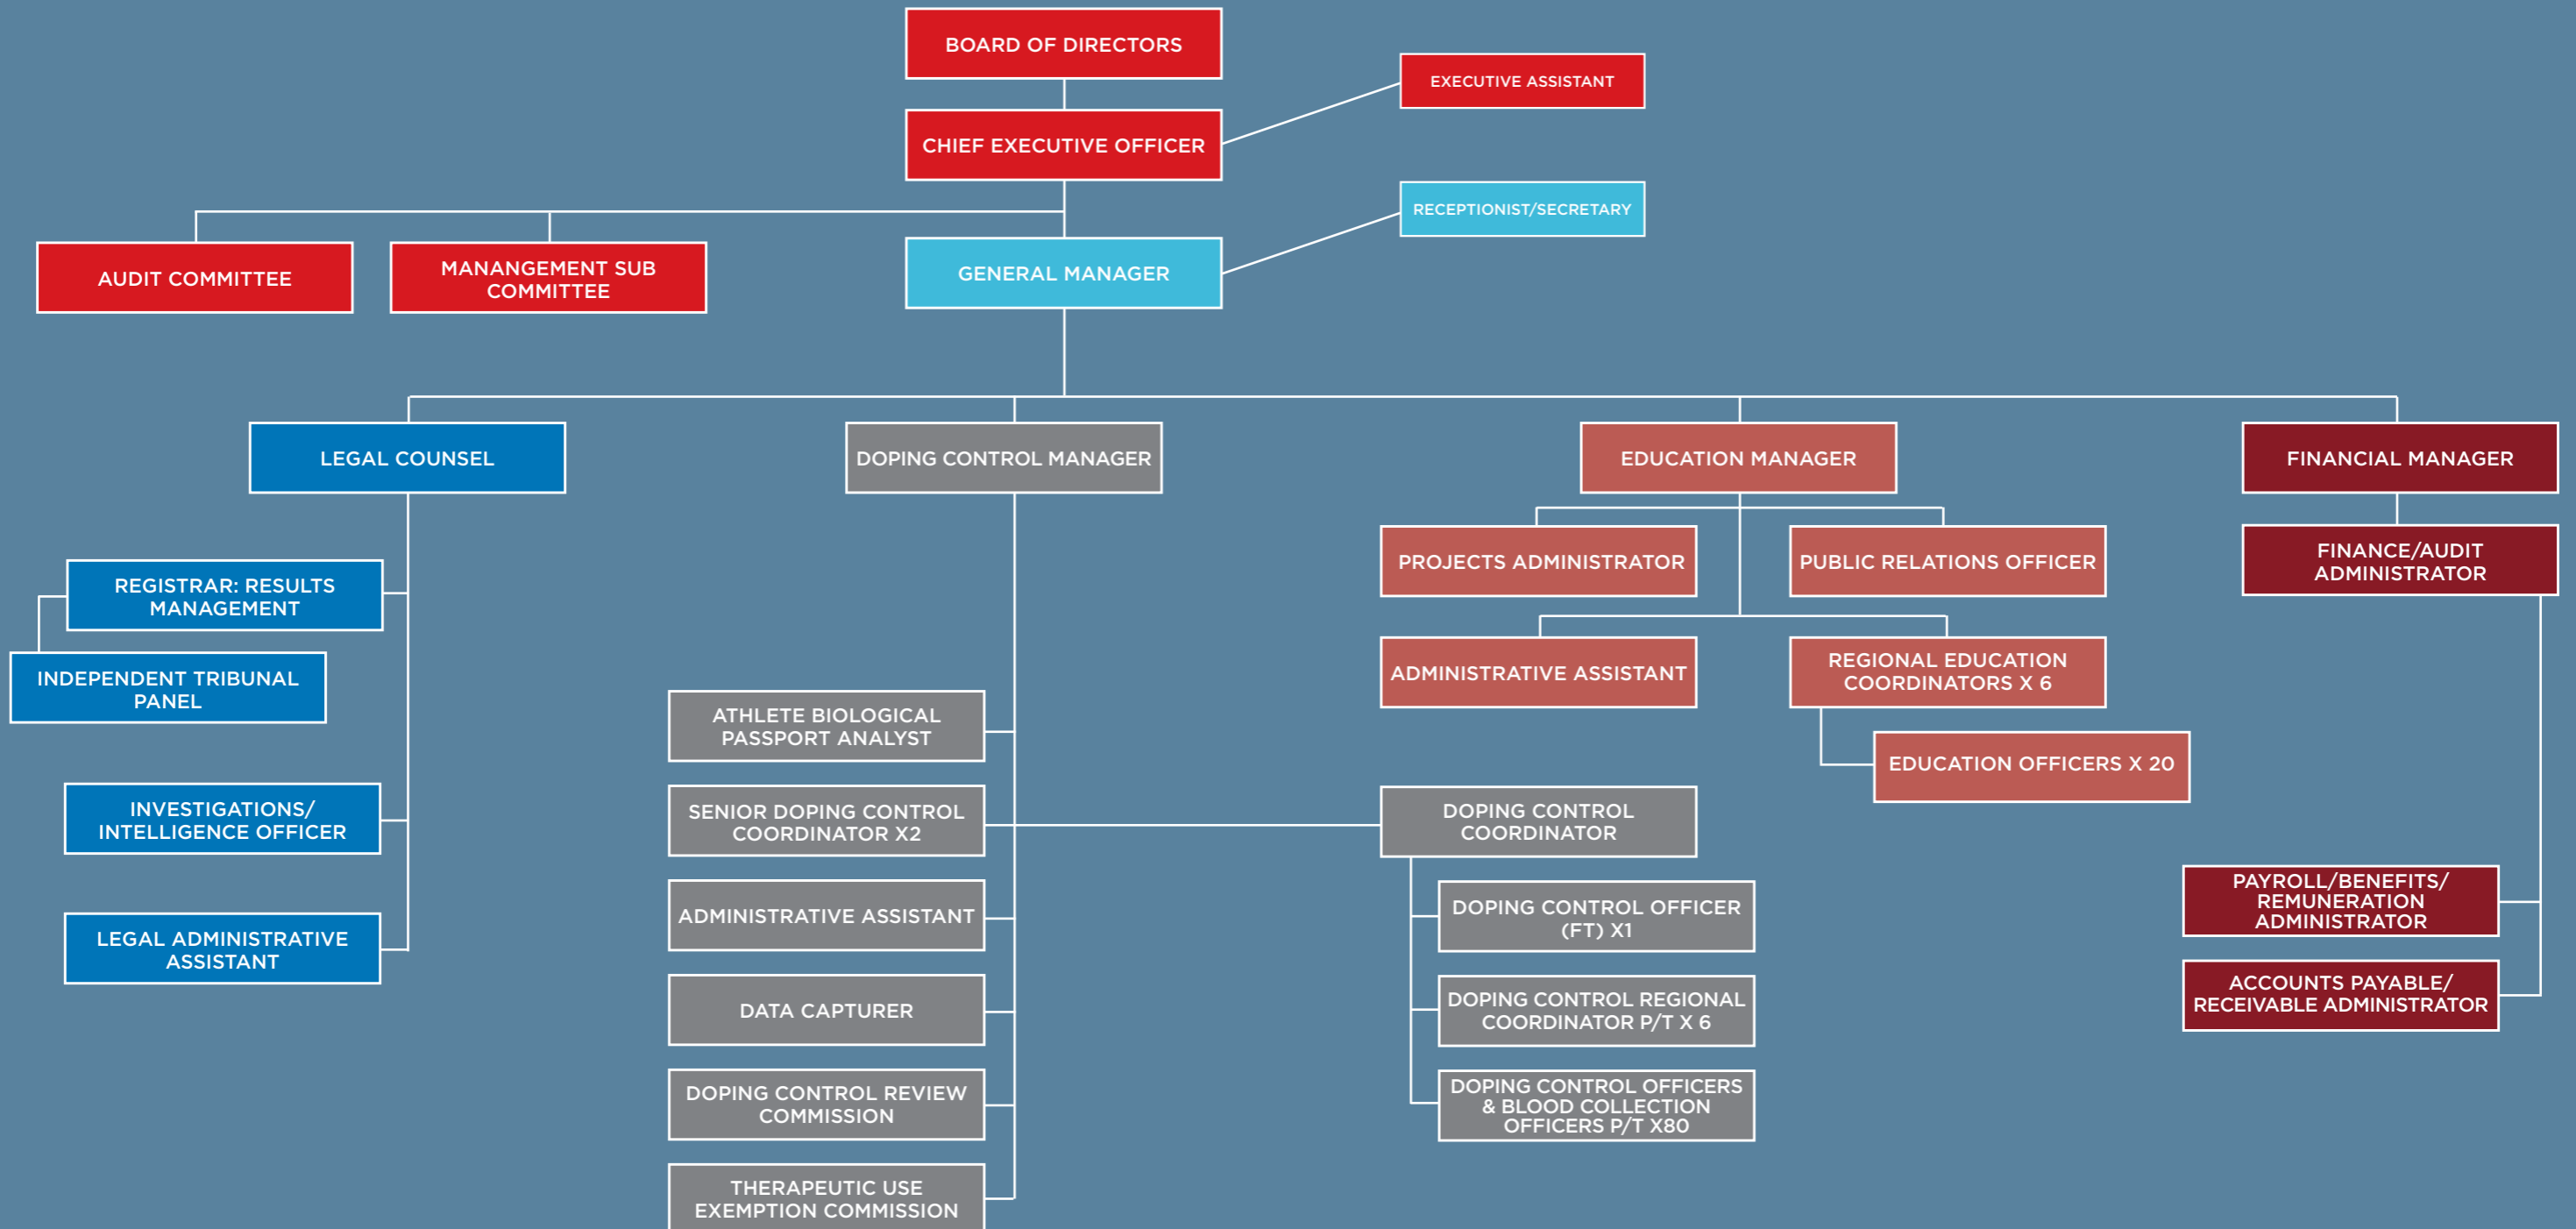 BOARD OF DIRECTORS
EXECUTIVE ASSISTANT
CHIEF EXECUTIVE OFFICER
RECEPTIONIST/SECRETARY
AUDIT COMMITTEE
MANANGEMENT SUB
COMMITTEE
GENERAL MANAGER
LEGAL COUNSEL
DOPING CONTROL MANAGER
EDUCATION MANAGER
FINANCIAL MANAGER
REGISTRAR: RESULTS
MANAGEMENT
INDEPENDENT TRIBUNAL
PANEL
INVESTIGATIONS/
INTELLIGENCE OFFICER
LEGAL ADMINISTRATIVE
ASSISTANT
ATHLETE BIOLOGICAL
PASSPORT ANALYST
SENIOR DOPING CONTROL
COORDINATOR X2
ADMINISTRATIVE ASSISTANT
DATA CAPTURER
DOPING CONTROL REVIEW
COMMISSION
THERAPEUTIC USE
EXEMPTION COMMISSION
DOPING CONTROL
COORDINATOR
DOPING CONTROL OFFICER
(FT) X1
DOPING CONTROL REGIONAL
COORDINATOR P/T X 6
DOPING CONTROL OFFICERS
& BLOOD COLLECTION
OFFICERS P/T X80
PROJECTS ADMINISTRATOR
PUBLIC RELATIONS OFFICER
ADMINISTRATIVE ASSISTANT
REGIONAL EDUCATION
COORDINATORS X 6
EDUCATION OFFICERS X 20
FINANCE/AUDIT
ADMINISTRATOR
PAYROLL/BENEFITS/
REMUNERATION
ADMINISTRATOR
ACCOUNTS PAYABLE/
RECEIVABLE ADMINISTRATOR